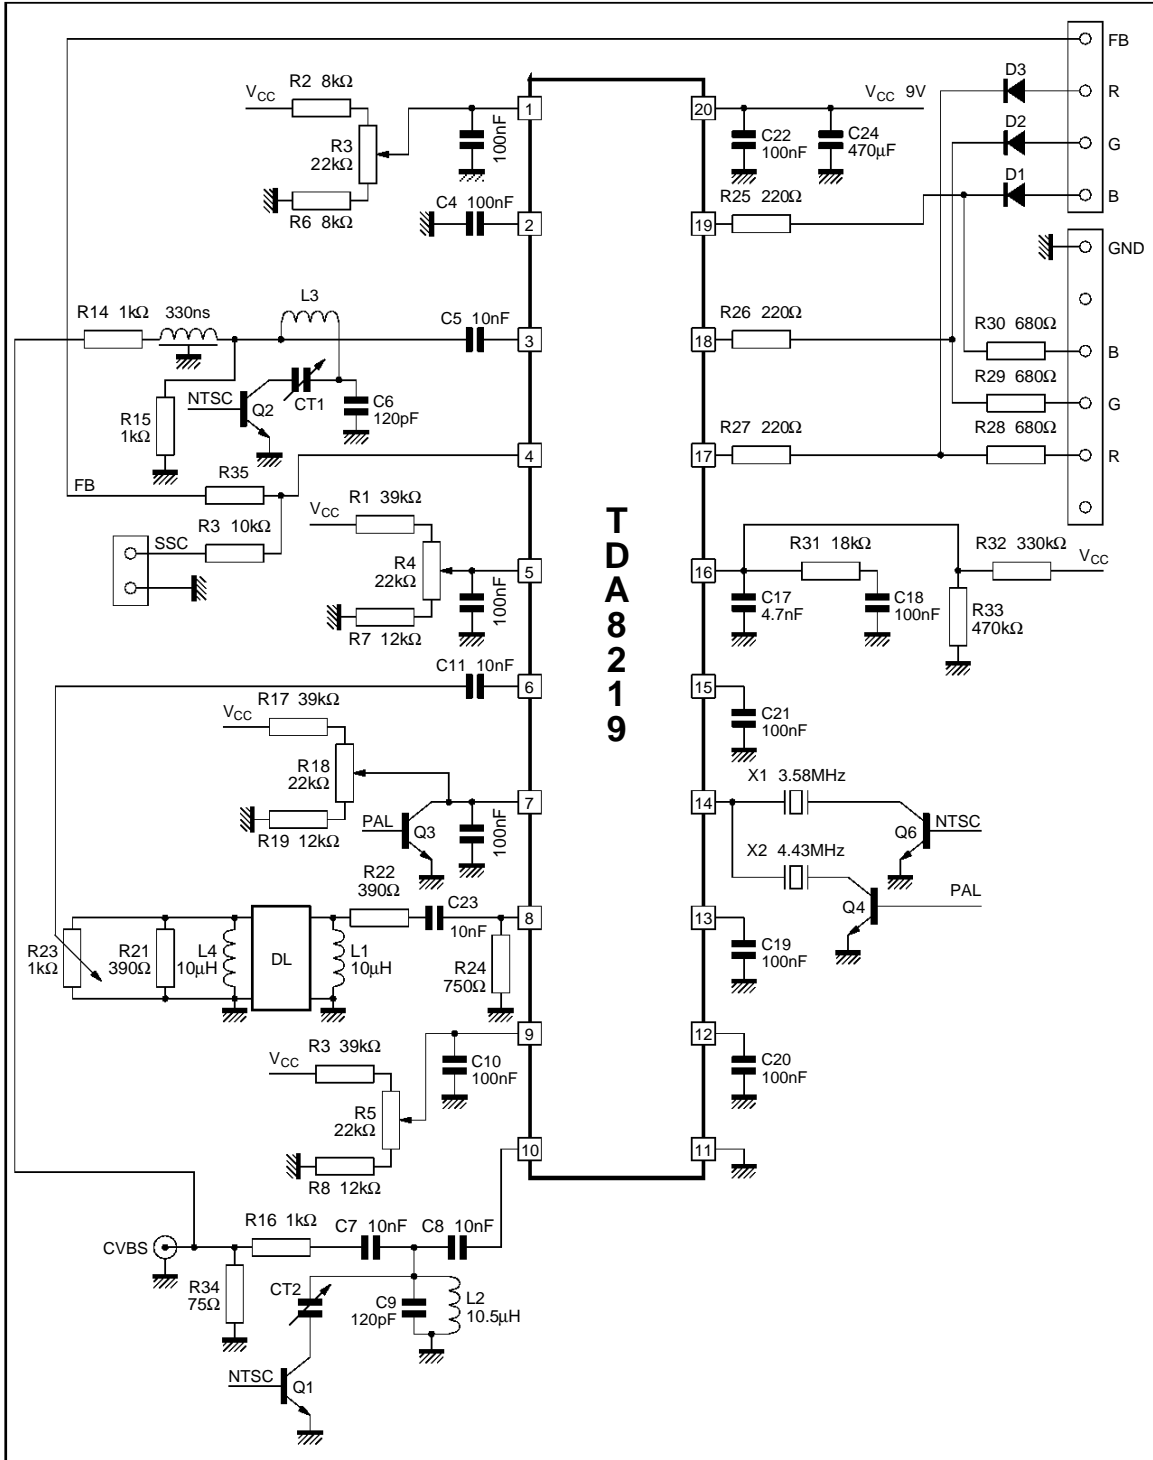 FB
D3
R
D2
G
D1
B
GND
B
G
R
VCC
R2 8kΩ
R3
22kΩ
R6 8kΩ
100nF
1
C4 100nF
2
R14 1kΩ
330ns
L3
C5 10nF
3
R15
1kΩ
NTSC
Q2
CT1
C6
120pF
FB
R35
4
SSC
R3 10kΩ
VCC
R1 39kΩ
R4
22kΩ
R7 12kΩ
100nF
5
C11 10nF
6
VCC
R17 39kΩ
R18
22kΩ
R19 12kΩ
PAL
Q3
100nF
7
R22
390Ω
C23
10nF
8
R23
1kΩ
R21
390Ω
L4
10µH
DL
L1
10µH
R24
750Ω
9
VCC
R3 39kΩ
R5
22kΩ
R8 12kΩ
C10
100nF
10
CVBS
R16 1kΩ
C7 10nF
C8 10nF
R34
75Ω
CT2
C9
120pF
L2
10.5µH
NTSC
Q1
T
D
A
8
2
1
9
20
VCC 9V
C22
100nF
C24
470µF
19
R25 220Ω
18
R26 220Ω
R30 680Ω
R29 680Ω
17
R27 220Ω
R28 680Ω
16
R31 18kΩ
R32 330kΩ
VCC
C17
4.7nF
C18
100nF
R33
470kΩ
15
C21
100nF
14
X1 3.58MHz
Q6
NTSC
X2 4.43MHz
Q4
PAL
13
C19
100nF
12
C20
100nF
11